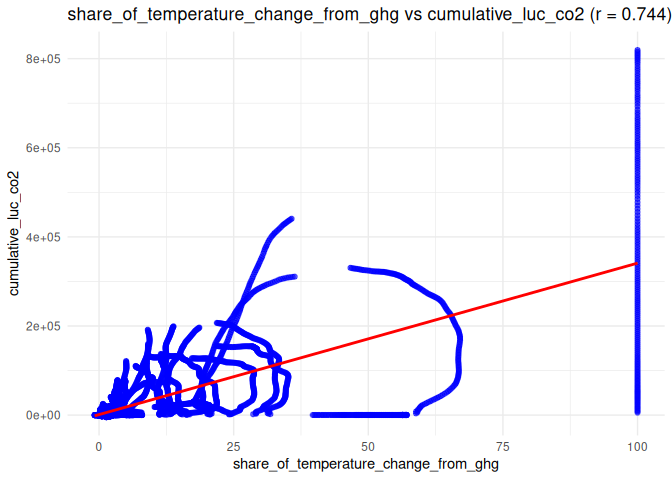 share_of_temperature_change_from_ghg vs cumulative_luc_co2 (r = 0.744)
8e+05
6e+05
4e+05
2e+05
0e+00
cumulative_luc_co2
0 25 50 75 100
share_of_temperature_change_from_ghg